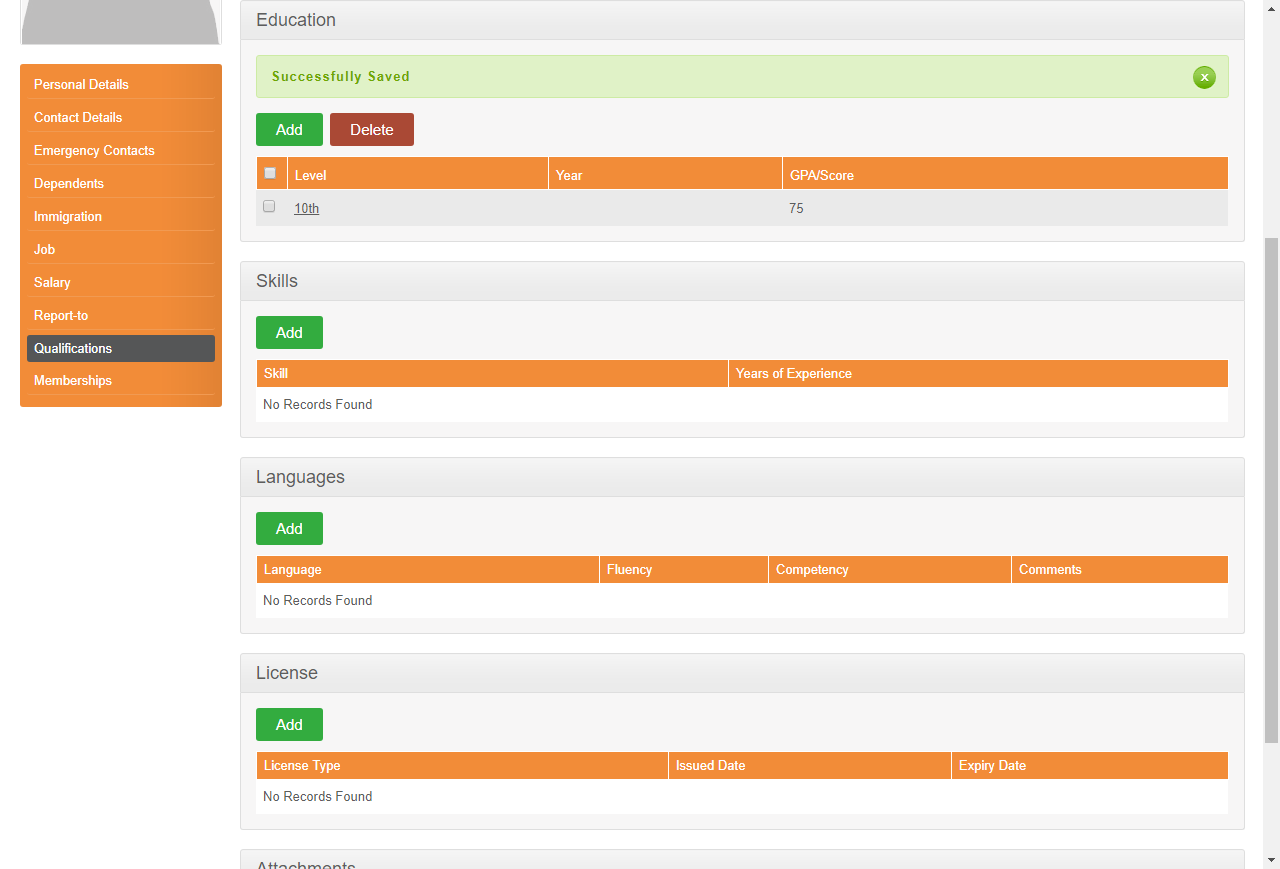 Education
Successfully Saved
x
Add Delete
Level Year GPA/Score
10th 75
Personal Details
Contact Details
Emergency Contacts
Dependents
Immigration
Job
Salary
Report-to
Qualifications
Memberships
Skills
Add
Skill Years of Experience
No Records Found
Languages
Add
Language Fluency Competency Comments
No Records Found
License
Add
License Type Issued Date Expiry Date
No Records Found
Attachments